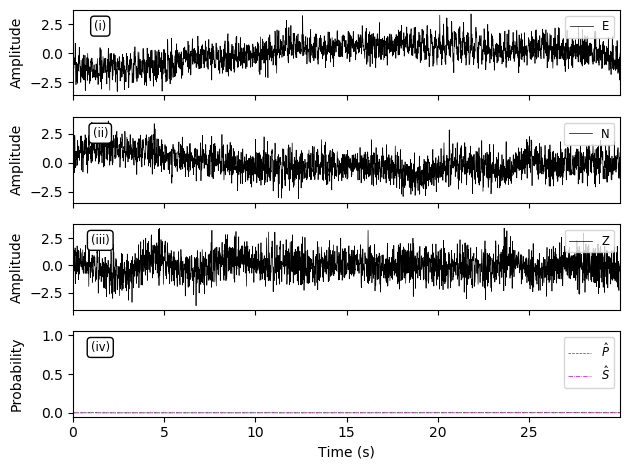 (i)
E
Amplitude
2.5
0.0
−2.5
(ii)
N
Amplitude
2.5
0.0
−2.5
(iii)
Z
Amplitude
2.5
0.0
−2.5
(iv)
P̂
Ŝ
Probability
1.0
0.5
0.0
0 5 10 15 20 25
Time (s)